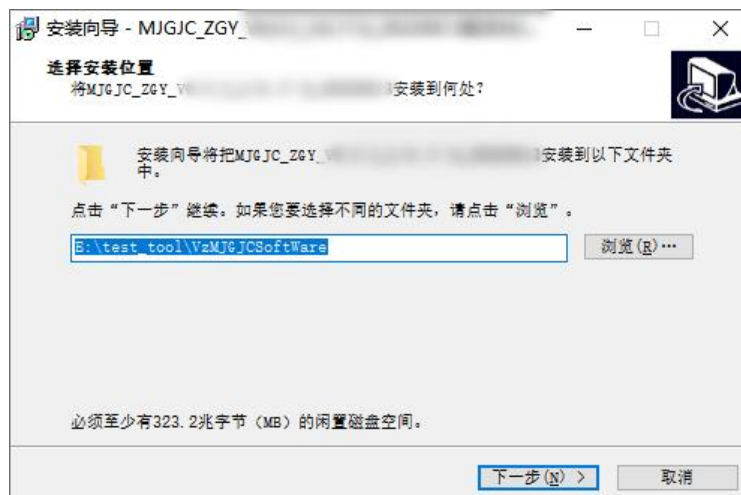 安装向导 - MJGJC_ZGY_
选择安装位置
将MJGJC_ZGY_V 安装到何处?
安装向导将把MJGJC_ZGY_ 安装到以下文件夹
中。
点击“下一步”继续。如果您要选择不同的文件夹,请点击“浏览”。
E:\test_tool\VzMJGJCSoftWare
浏览(R)…
必须至少有323.2兆字节(MB)的闲置磁盘空间。
下一步(N) >
取消